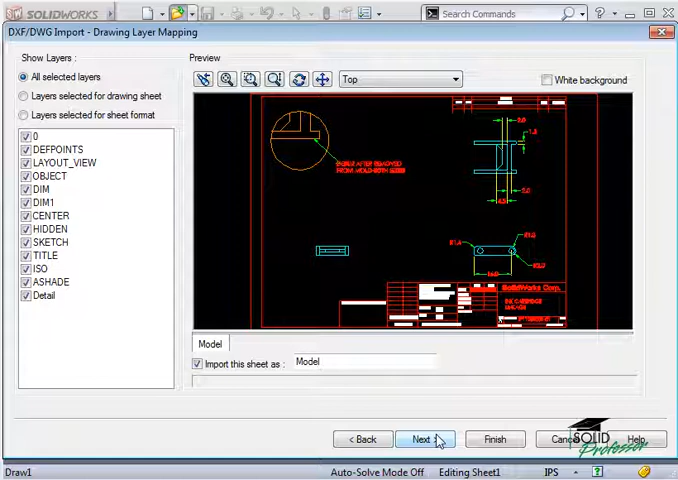 SOLIDWORKS
Search Commands
DXF/DWG Import - Drawing Layer Mapping
Show Layers :
All selected layers
Layers selected for drawing sheet
Layers selected for sheet format
0
DEFPOINTS
LAYOUT_VIEW
OBJECT
DIM
DIM1
CENTER
HIDDEN
SKETCH
TITLE
ISO
ASHADE
Detail
Preview
Top
White background
SolidWorks Corp.
Model
Import this sheet as :
Model
< Back
Next >
Finish
Cancel
Help
SOLID
Professor
Draw1
Auto-Solve Mode Off
Editing Sheet1
IPS